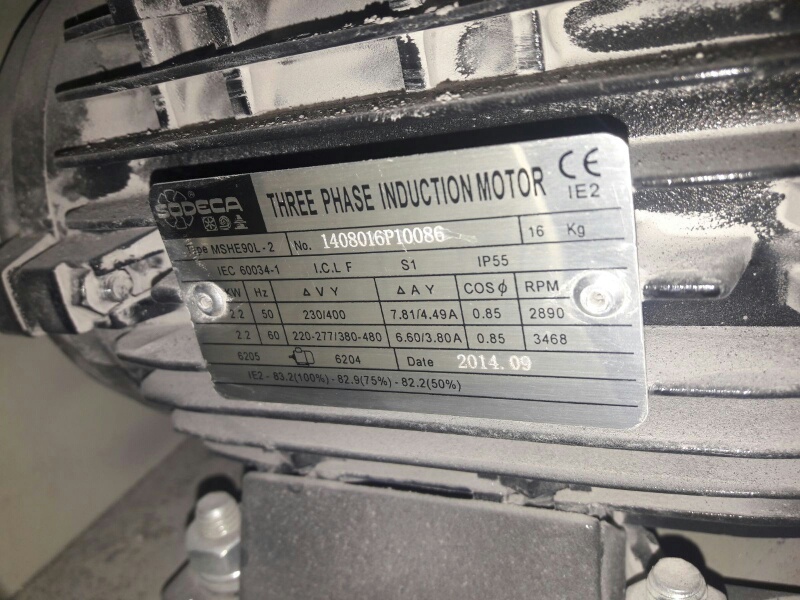 SODECA
THREE PHASE INDUCTION MOTOR CE
IE2
Type MSHE90L-2 No. 1408016P10086 16 Kg
IEC 60034-1 I.C.L F S1 IP55
KW Hz Δ V Y Δ A Y COSϕ RPM
2.2 50 230/400 7.81/4.49A 0.85 2890
2.2 60 220-277/380-480 6.60/3.80A 0.85 3468
6205 6204 Date 2014.09
IE2 - 83.2(100%) - 82.9(75%) - 82.2(50%)